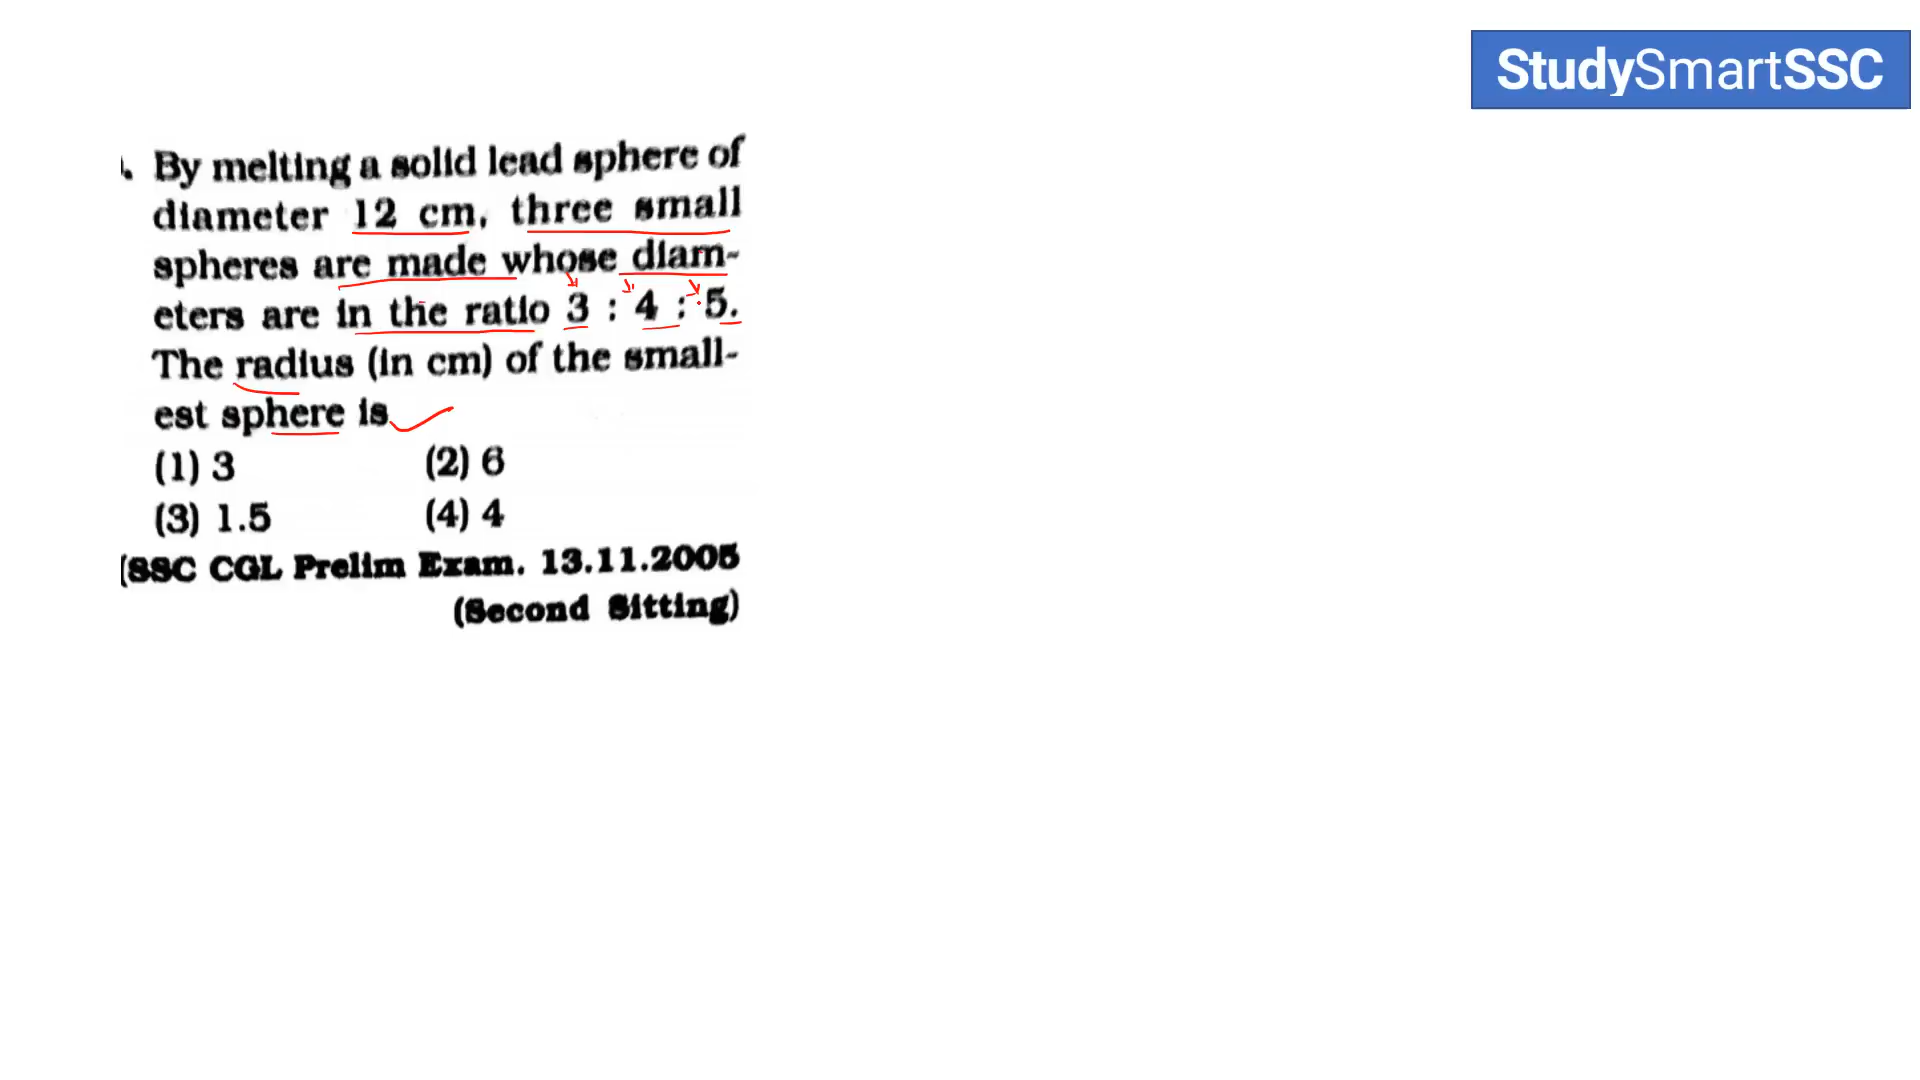 StudySmartSSC
. By melting a solid lead sphere of
diameter 12 cm, three small
spheres are made whose diam-
eters are in the ratio 3 : 4 : 5.
The radius (in cm) of the small-
est sphere is
(1) 3 (2) 6
(3) 1.5 (4) 4
(SSC CGL Prelim Exam. 13.11.2005
(Second Sitting)